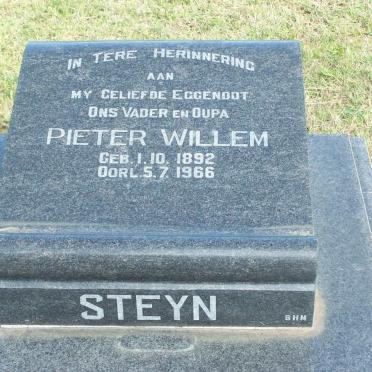 IN TERE HERINNERING
AAN
MY GELIEFDE EGGENOOT
ONS VADER EN OUPA
PIETER WILLEM
GEB. 1. 10. 1892
OORL. 5. 7. 1966
STEYN
BHM